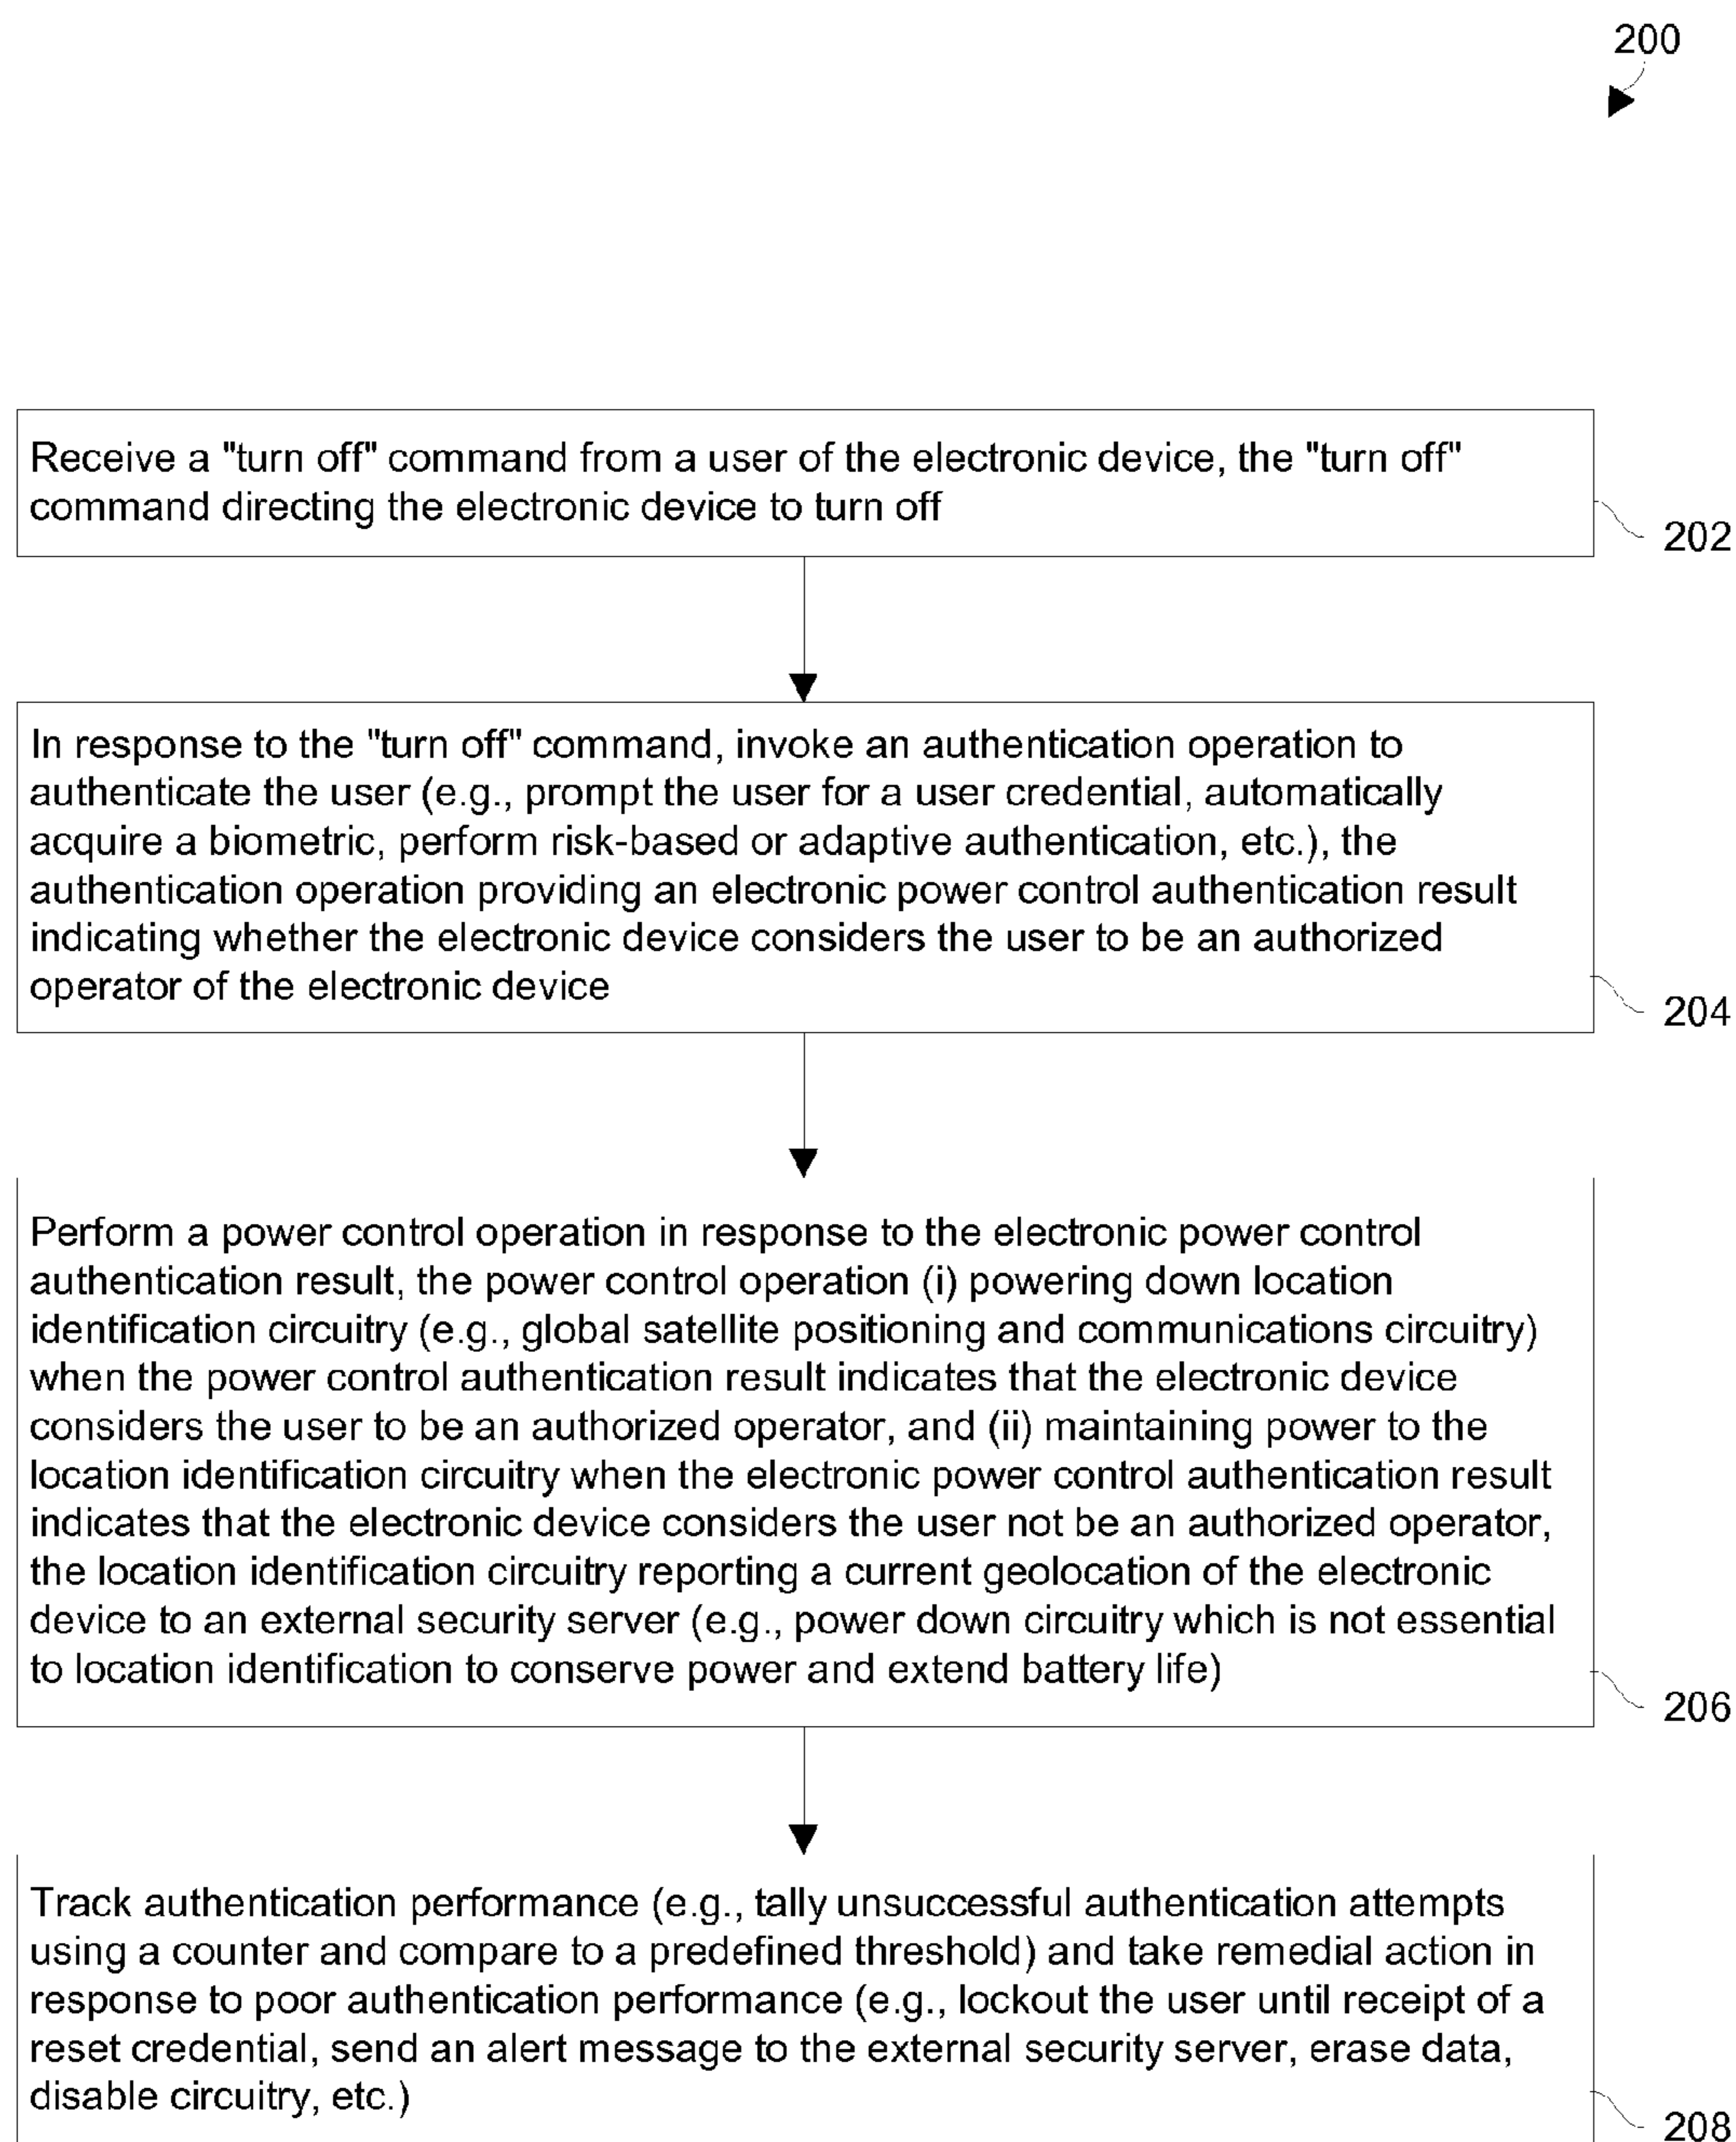 200
Receive a "turn off" command from a user of the electronic device, the "turn off"
command directing the electronic device to turn off
202
In response to the "turn off" command, invoke an authentication operation to
authenticate the user (e.g., prompt the user for a user credential, automatically
acquire a biometric, perform risk-based or adaptive authentication, etc.), the
authentication operation providing an electronic power control authentication result
indicating whether the electronic device considers the user to be an authorized
operator of the electronic device
204
Perform a power control operation in response to the electronic power control
authentication result, the power control operation (i) powering down location
identification circuitry (e.g., global satellite positioning and communications circuitry)
when the power control authentication result indicates that the electronic device
considers the user to be an authorized operator, and (ii) maintaining power to the
location identification circuitry when the electronic power control authentication result
indicates that the electronic device considers the user not be an authorized operator,
the location identification circuitry reporting a current geolocation of the electronic
device to an external security server (e.g., power down circuitry which is not essential
to location identification to conserve power and extend battery life)
206
Track authentication performance (e.g., tally unsuccessful authentication attempts
using a counter and compare to a predefined threshold) and take remedial action in
response to poor authentication performance (e.g., lockout the user until receipt of a
reset credential, send an alert message to the external security server, erase data,
disable circuitry, etc.)
208